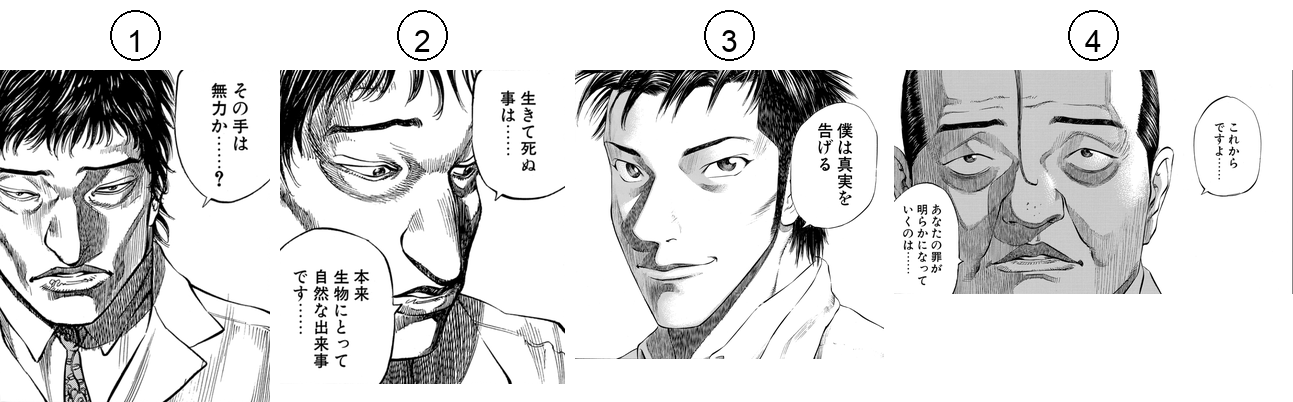 1
その手は
無力か……?
2
生きて死ぬ
事は……
本来
生物にとって
自然な出来事
です……
3
僕は真実を
告げる
4
これから
ですよ……
あなたの罪が
明らかになって
いくのは……